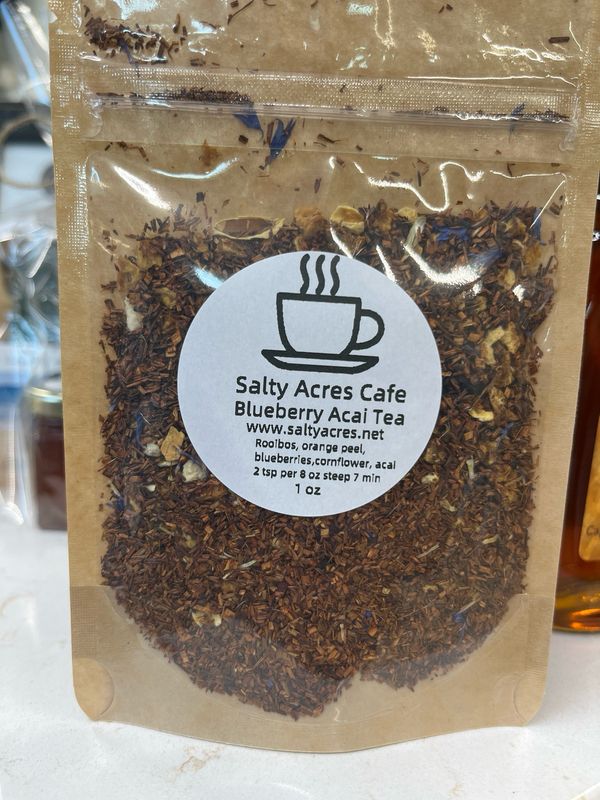 Salty Acres Cafe
Blueberry Acai Tea
www.saltyacres.net
Rooibos, orange peel,
blueberries,cornflower, acai
2 tsp per 8 oz steep 7 min
1 oz